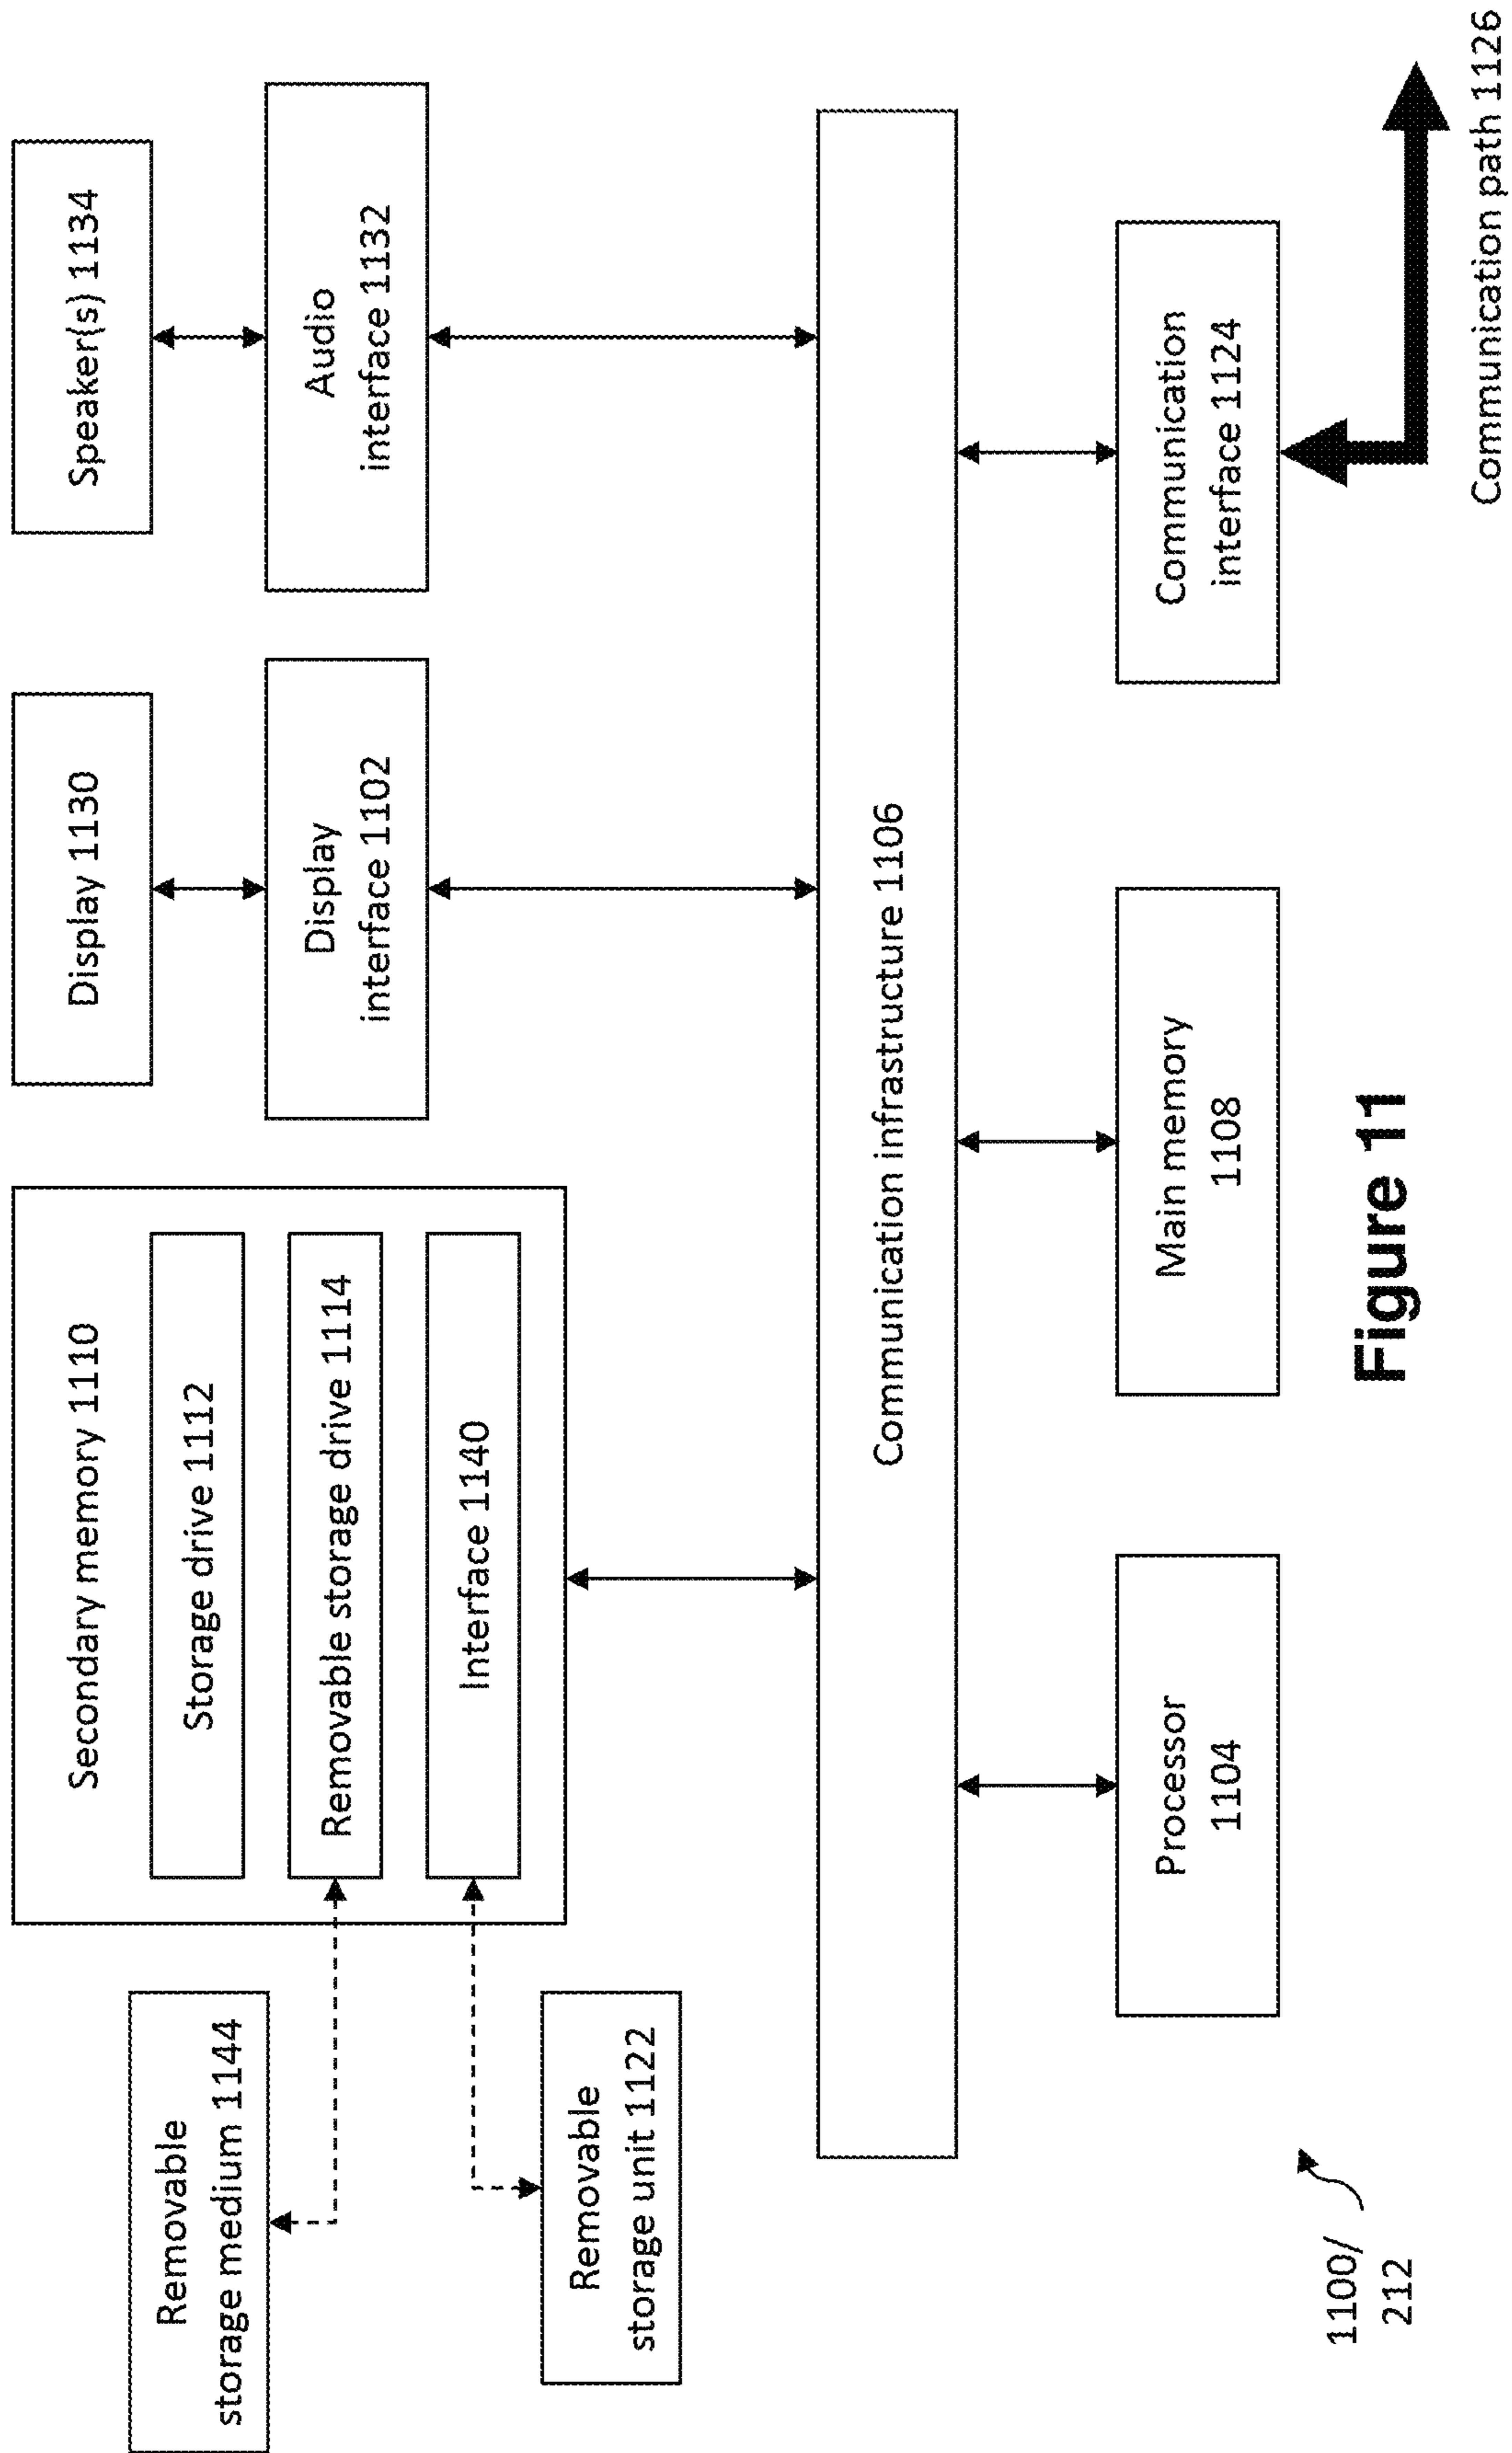 Removable
storage medium 1144
Secondary memory 1110
Storage drive 1112
Removable storage drive 1114
Interface 1140
Removable
storage unit 1122
Display 1130
Display
interface 1102
Speaker(s) 1134
Audio
interface 1132
Communication infrastructure 1106
Processor
1104
Main memory
1108
Communication
interface 1124
Communication path 1126
1100/
212
Figure 11